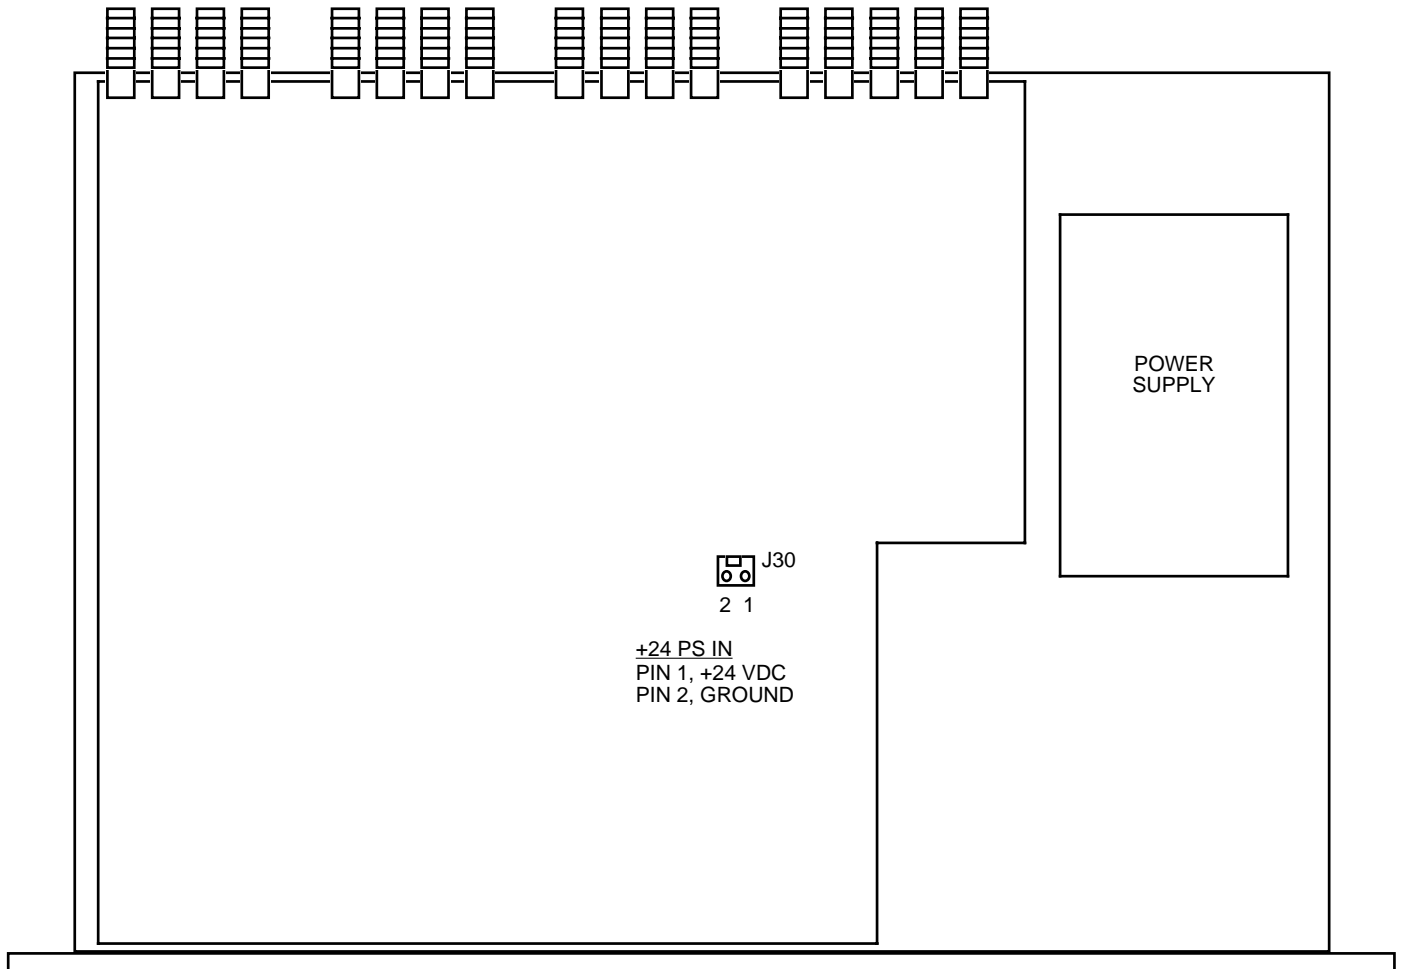 POWER
SUPPLY
J30
2 1
+24 PS IN
PIN 1, +24 VDC
PIN 2, GROUND